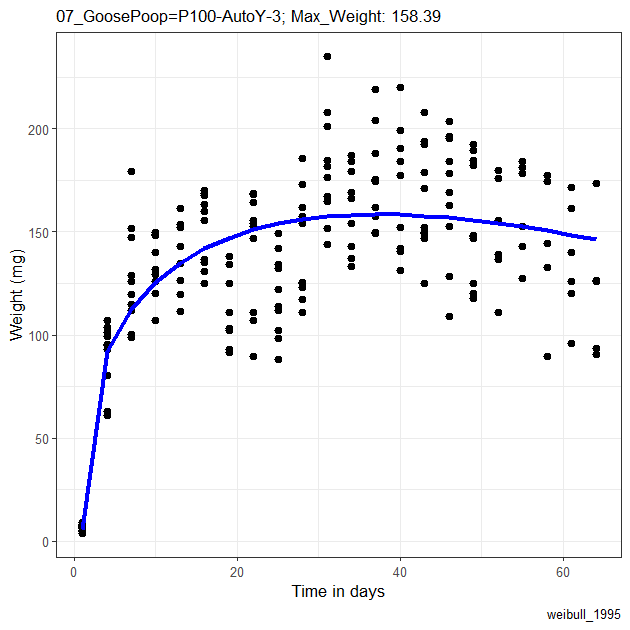 07_GoosePoop=P100-AutoY-3; Max_Weight: 158.39
Weight (mg)
200
150
100
50
0
0 20 40 60
Time in days
weibull_1995